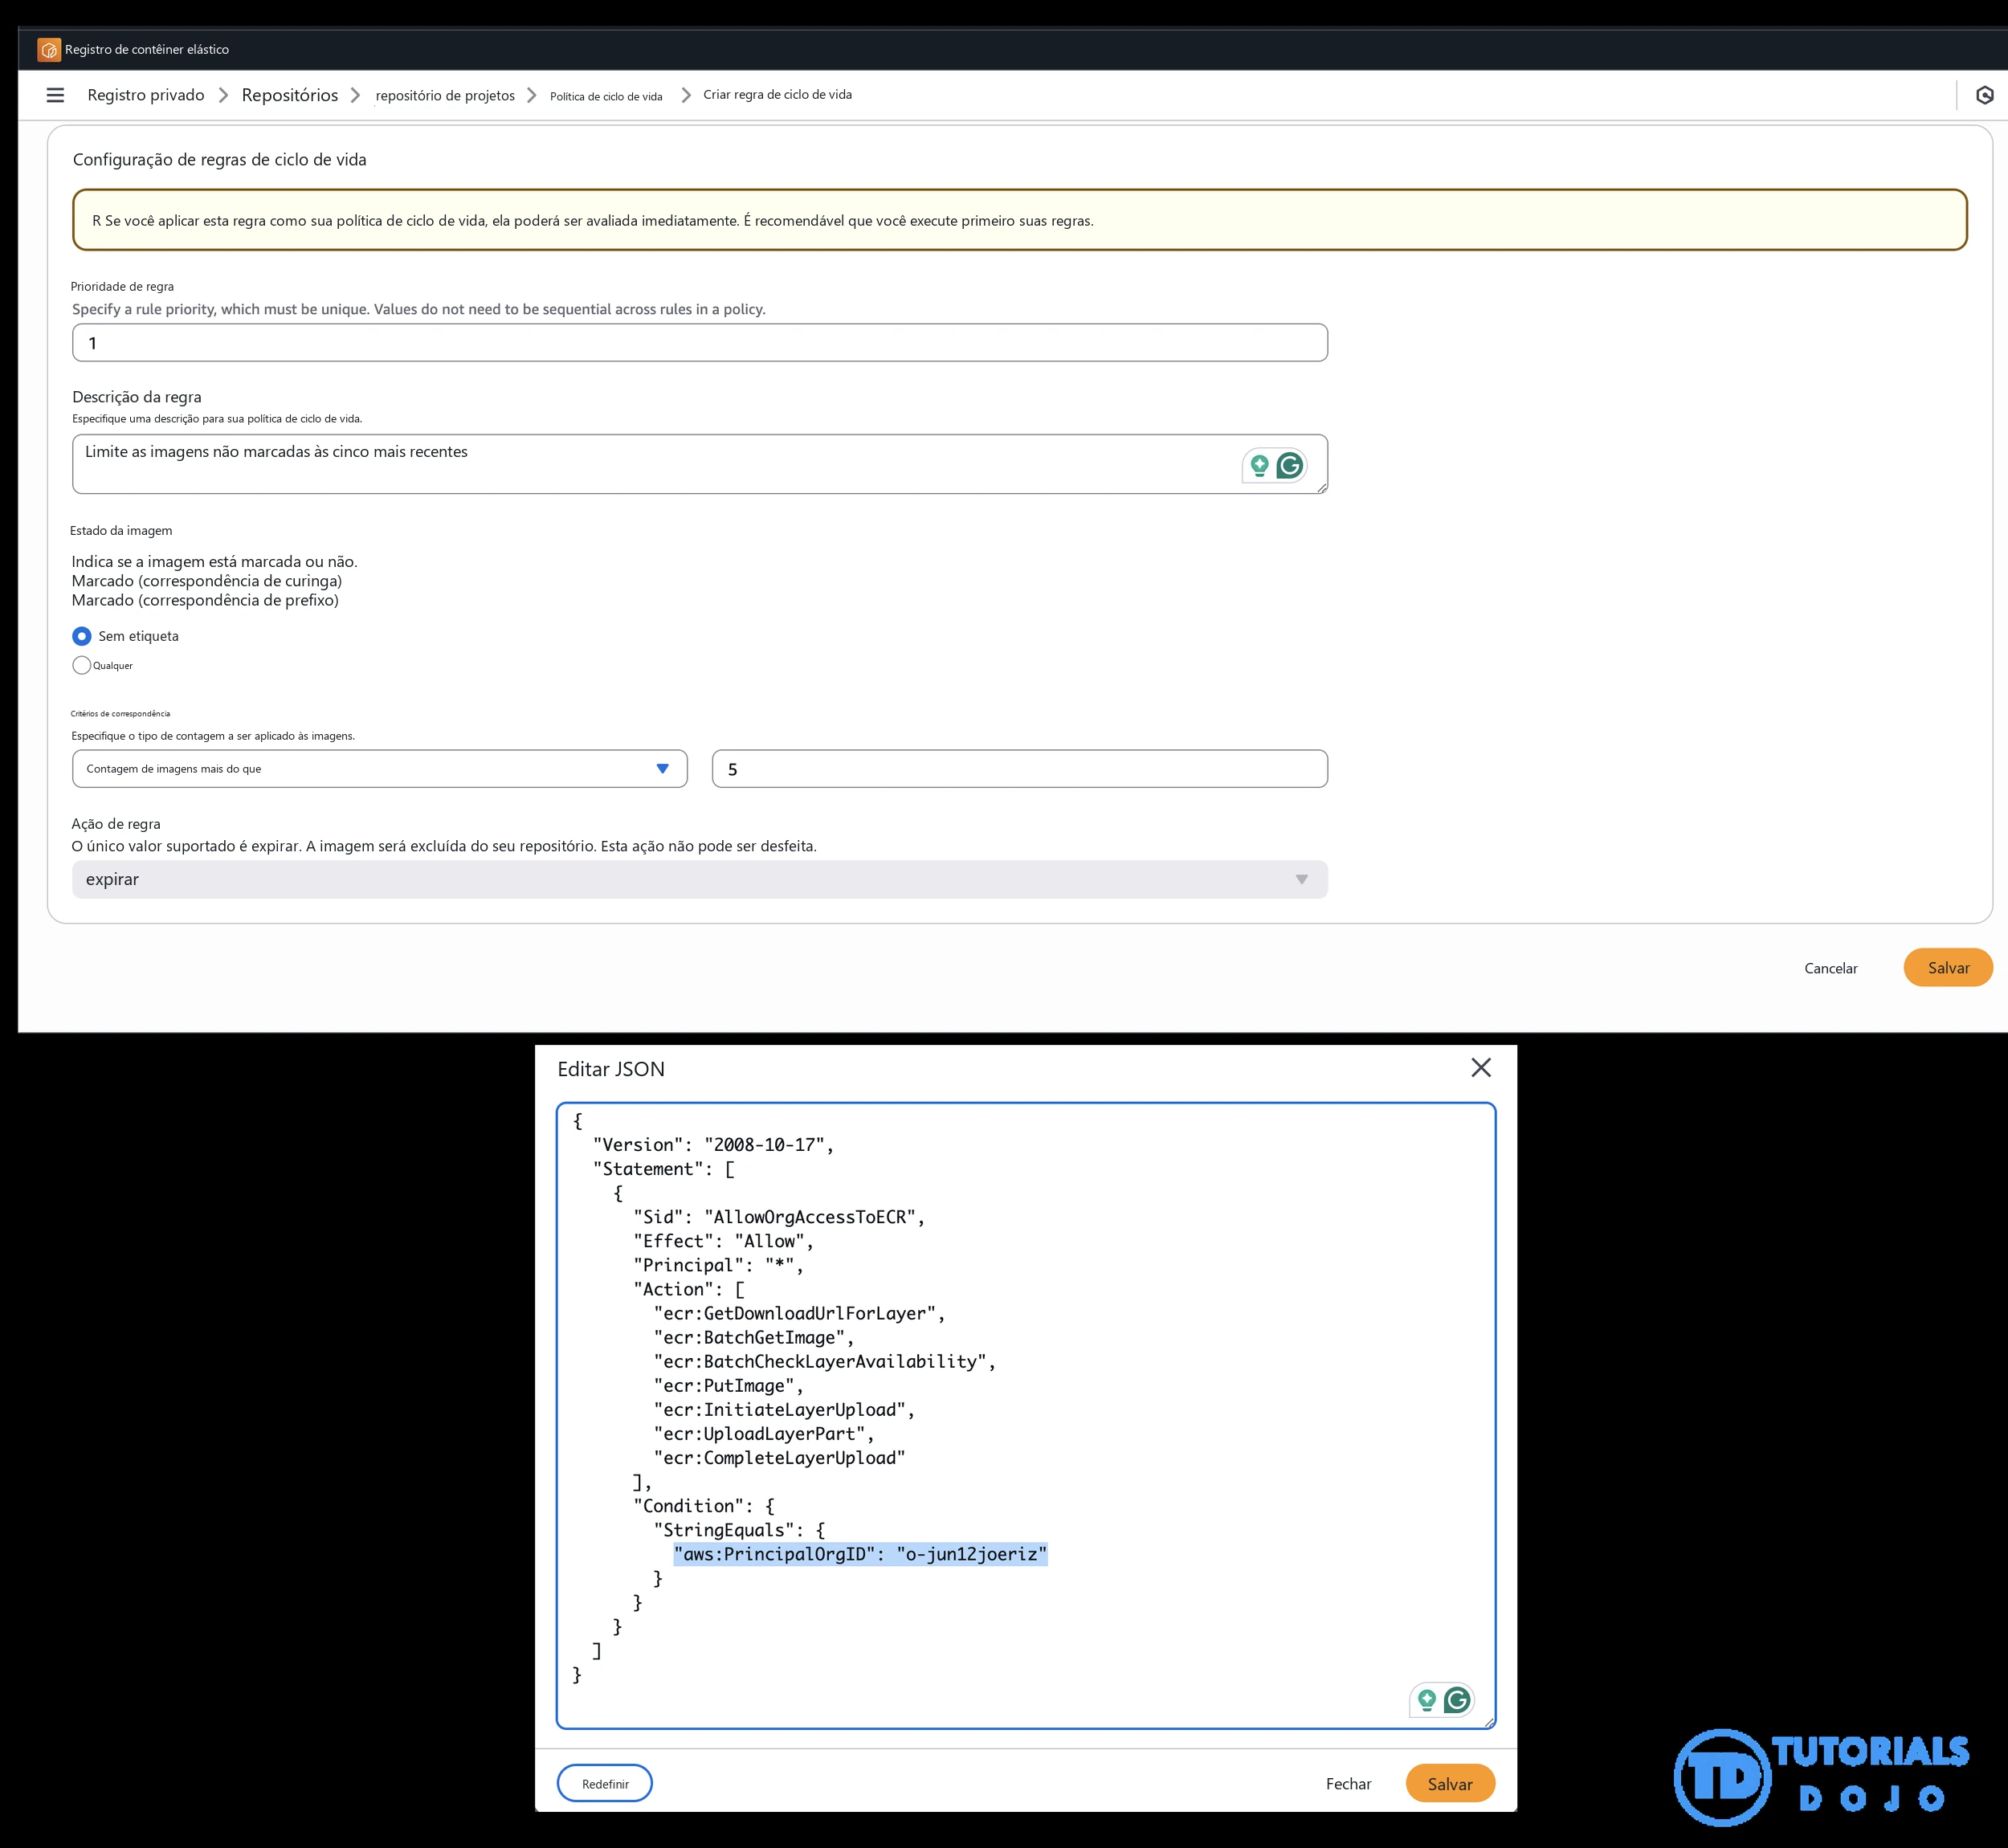 Registro de contêiner elástico
Registro privado
Repositórios
repositório de projetos
Política de ciclo de vida
Criar regra de ciclo de vida
Configuração de regras de ciclo de vida
R Se você aplicar esta regra como sua política de ciclo de vida, ela poderá ser avaliada imediatamente. É recomendável que você execute primeiro suas regras.
Prioridade de regra
Specify a rule priority, which must be unique. Values do not need to be sequential across rules in a policy.
1
Descrição da regra
Especifique uma descrição para sua política de ciclo de vida.
Limite as imagens não marcadas às cinco mais recentes
Estado da imagem
Indica se a imagem está marcada ou não.
Marcado (correspondência de curinga)
Marcado (correspondência de prefixo)
Sem etiqueta
Qualquer
Critérios de correspondência
Especifique o tipo de contagem a ser aplicado às imagens.
Contagem de imagens mais do que
5
Ação de regra
O único valor suportado é expirar. A imagem será excluída do seu repositório. Esta ação não pode ser desfeita.
expirar
Cancelar
Salvar
Editar JSON
{
"Version": "2008-10-17",
"Statement": [
{
"Sid": "AllowOrgAccessToECR",
"Effect": "Allow",
"Principal": "*",
"Action": [
"ecr:GetDownloadUrlForLayer",
"ecr:BatchGetImage",
"ecr:BatchCheckLayerAvailability",
"ecr:PutImage",
"ecr:InitiateLayerUpload",
"ecr:UploadLayerPart",
"ecr:CompleteLayerUpload"
],
"Condition": {
"StringEquals": {
"aws:PrincipalOrgID": "o-jun12joeriz"
}
}
}
]
}
Redefinir
Fechar
Salvar
TD TUTORIALS
DOJO